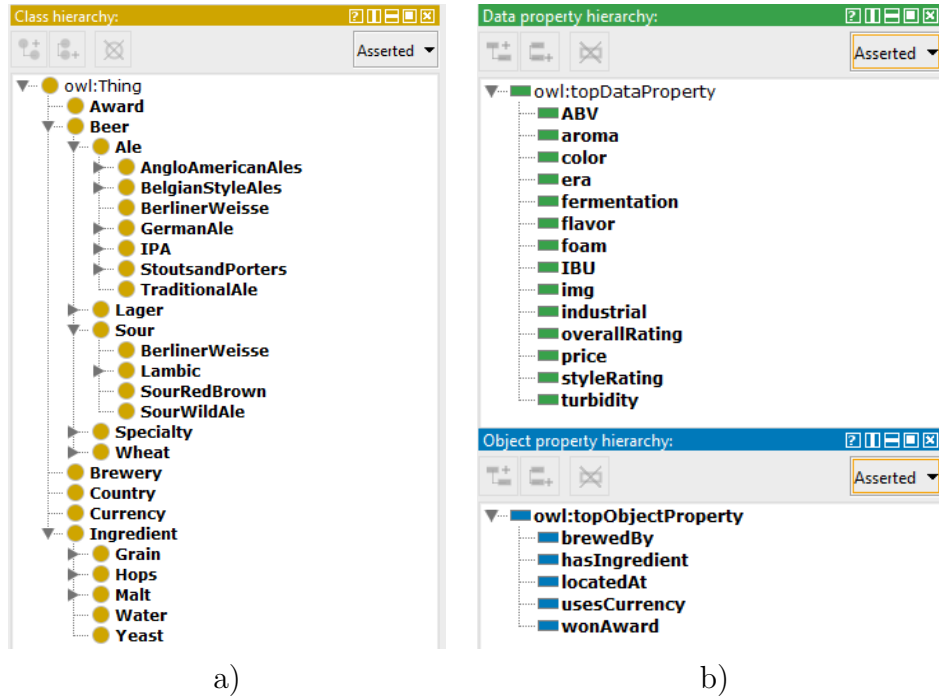 Class hierarchy:
Asserted
owl:Thing
Award
Beer
Ale
AngloAmericanAles
BelgianStyleAles
BerlinerWeisse
GermanAle
IPA
StoutsandPorters
TraditionalAle
Lager
Sour
BerlinerWeisse
Lambic
SourRedBrown
SourWildAle
Specialty
Wheat
Brewery
Country
Currency
Ingredient
Grain
Hops
Malt
Water
Yeast
a)
Data property hierarchy:
Asserted
owl:topDataProperty
ABV
aroma
color
era
fermentation
flavor
foam
IBU
img
industrial
overallRating
price
styleRating
turbidity
Object property hierarchy:
Asserted
owl:topObjectProperty
brewedBy
hasIngredient
locatedAt
usesCurrency
wonAward
b)